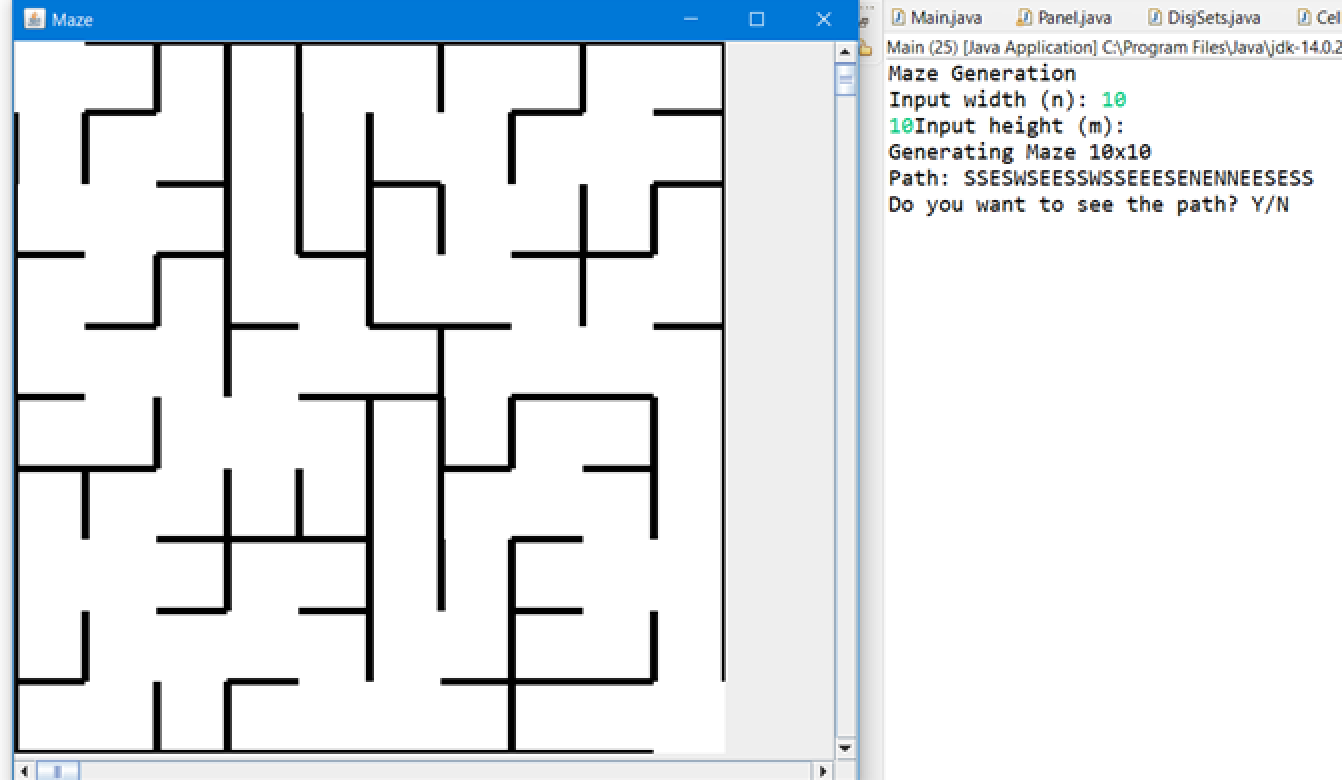 Maze
Main.java Panel.java DisjSets.java Cel
Main (25) [Java Application] C:\Program Files\Java\jdk-14.0.2
Maze Generation
Input width (n): 10
10Input height (m):
Generating Maze 10x10
Path: SSESWSEESSWSSEEESENENNEESESS
Do you want to see the path? Y/N